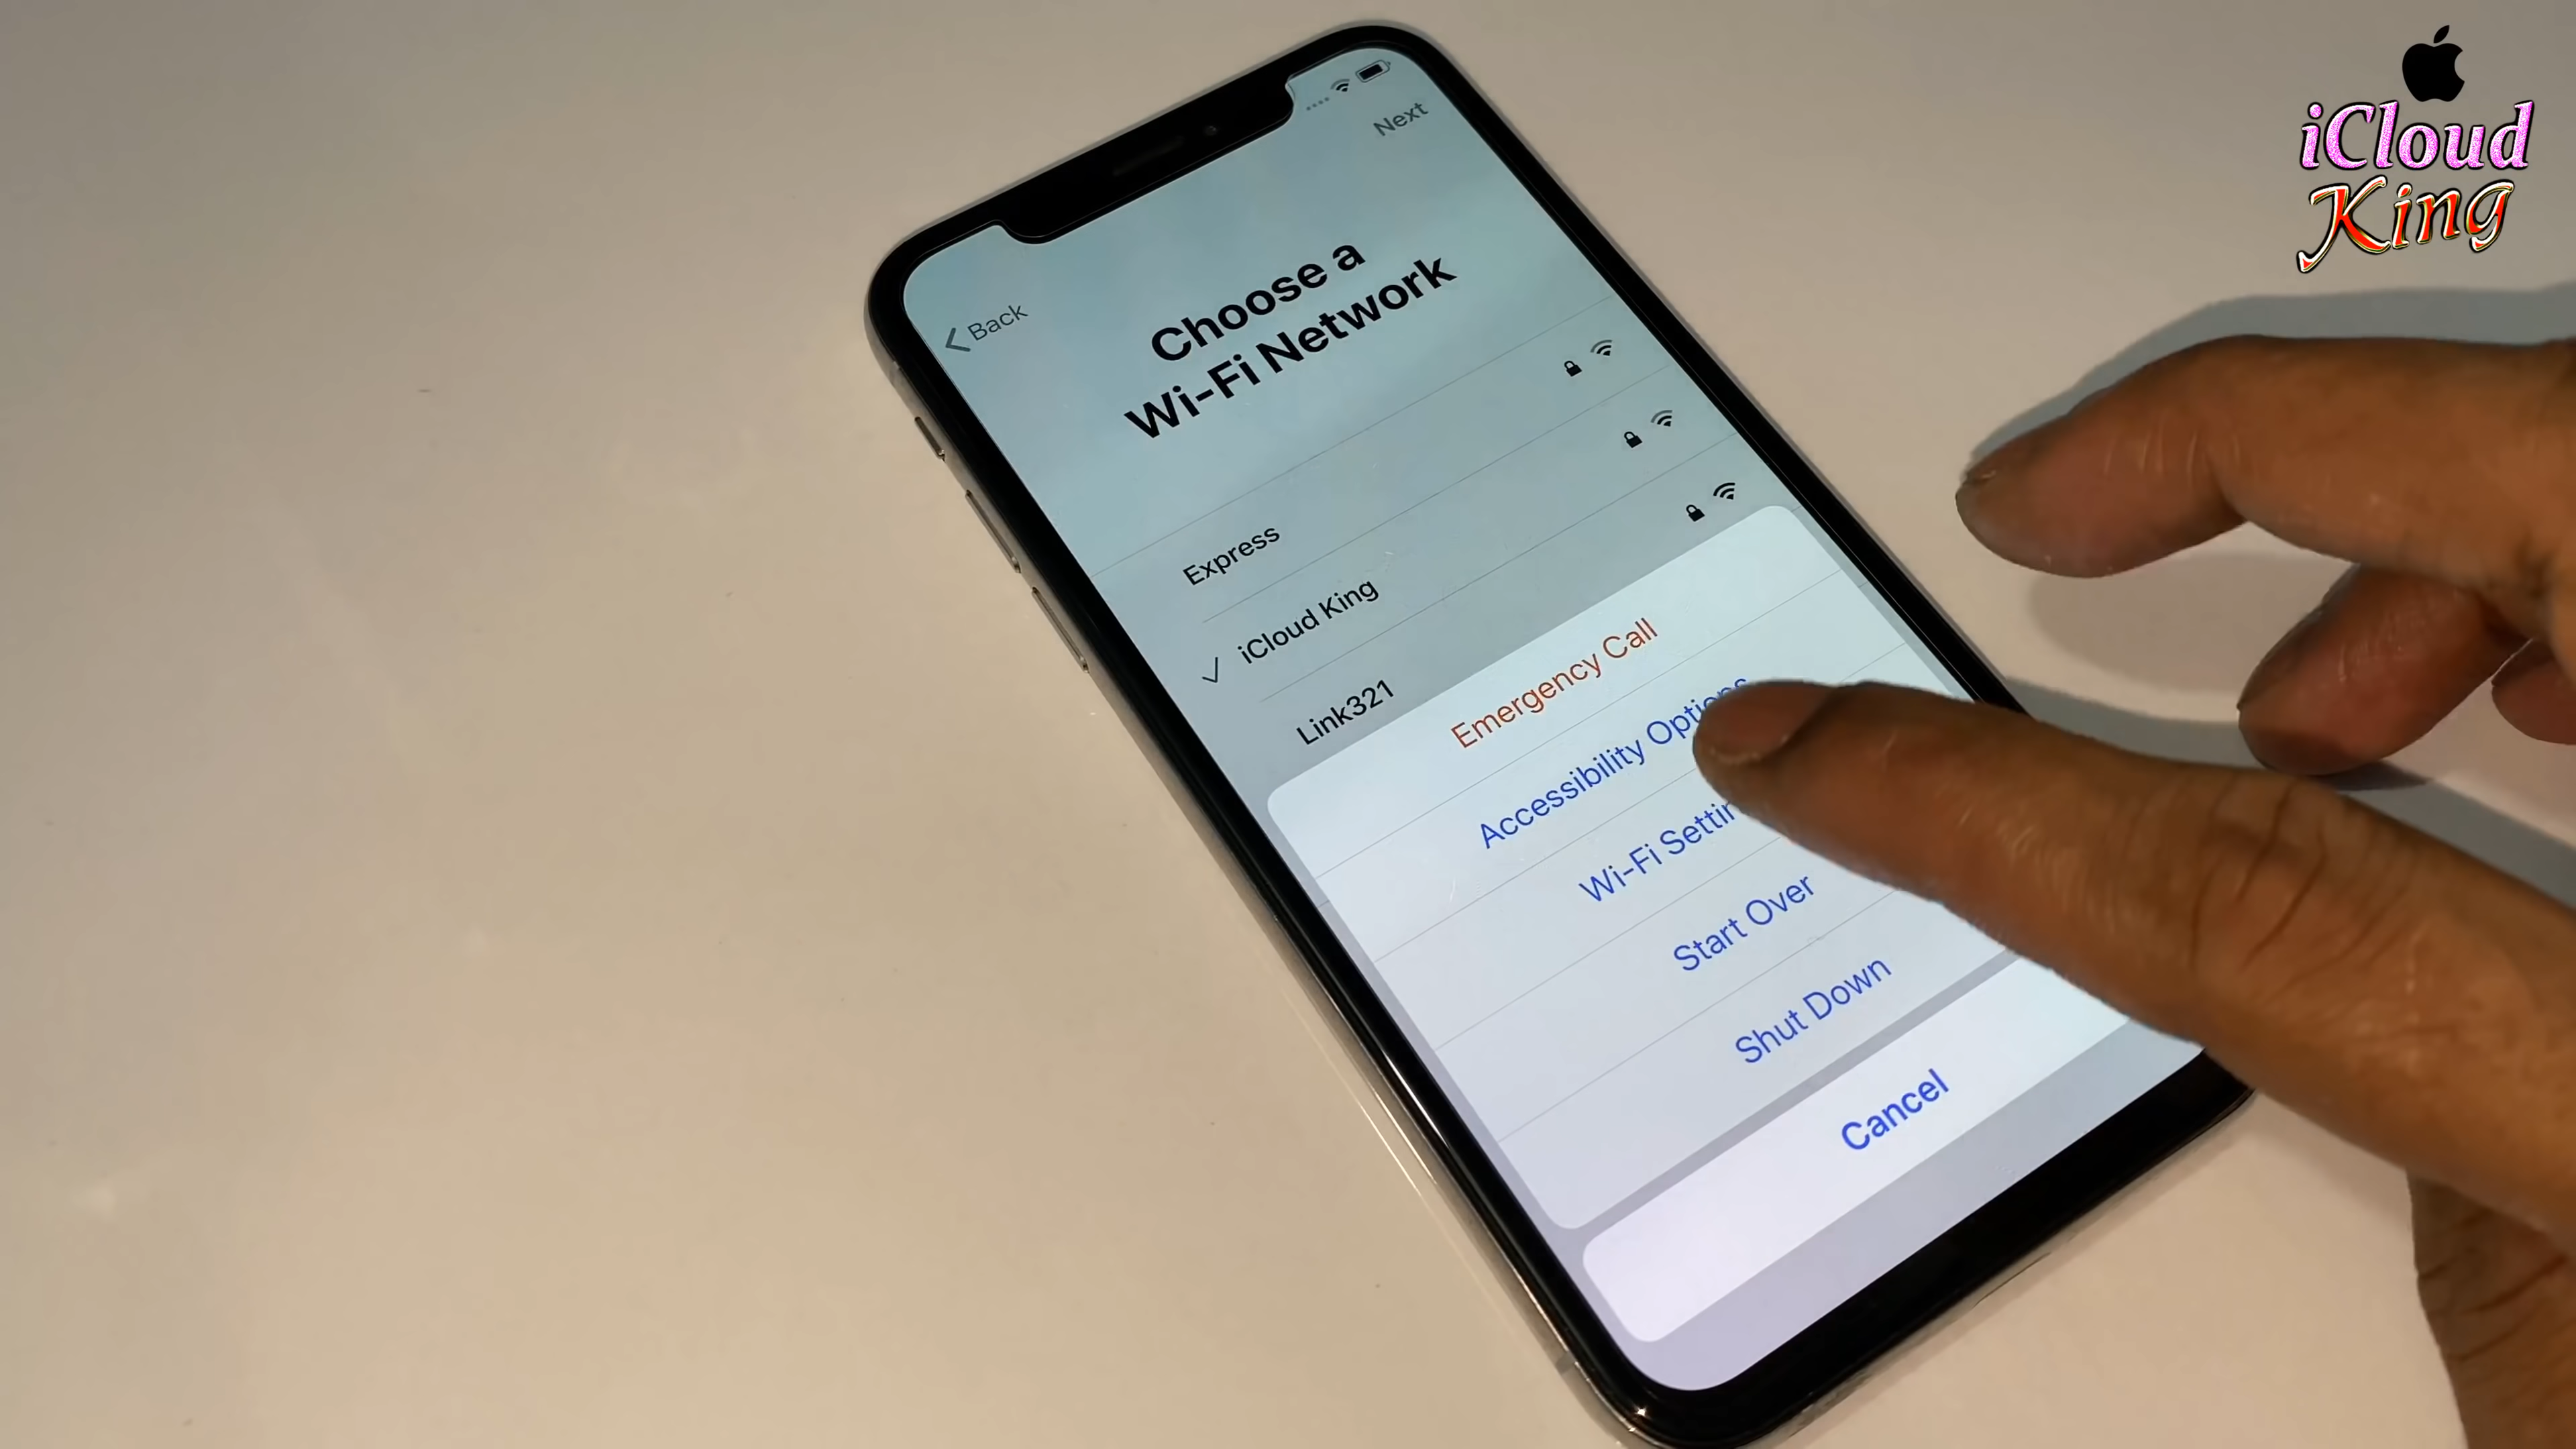 iCloud
King
Next
Back
Choose a
Wi-Fi Network
Express
iCloud King
Link321
Emergency Call
Accessibility Options
Wi-Fi
Start Over
Shut Down
Cancel